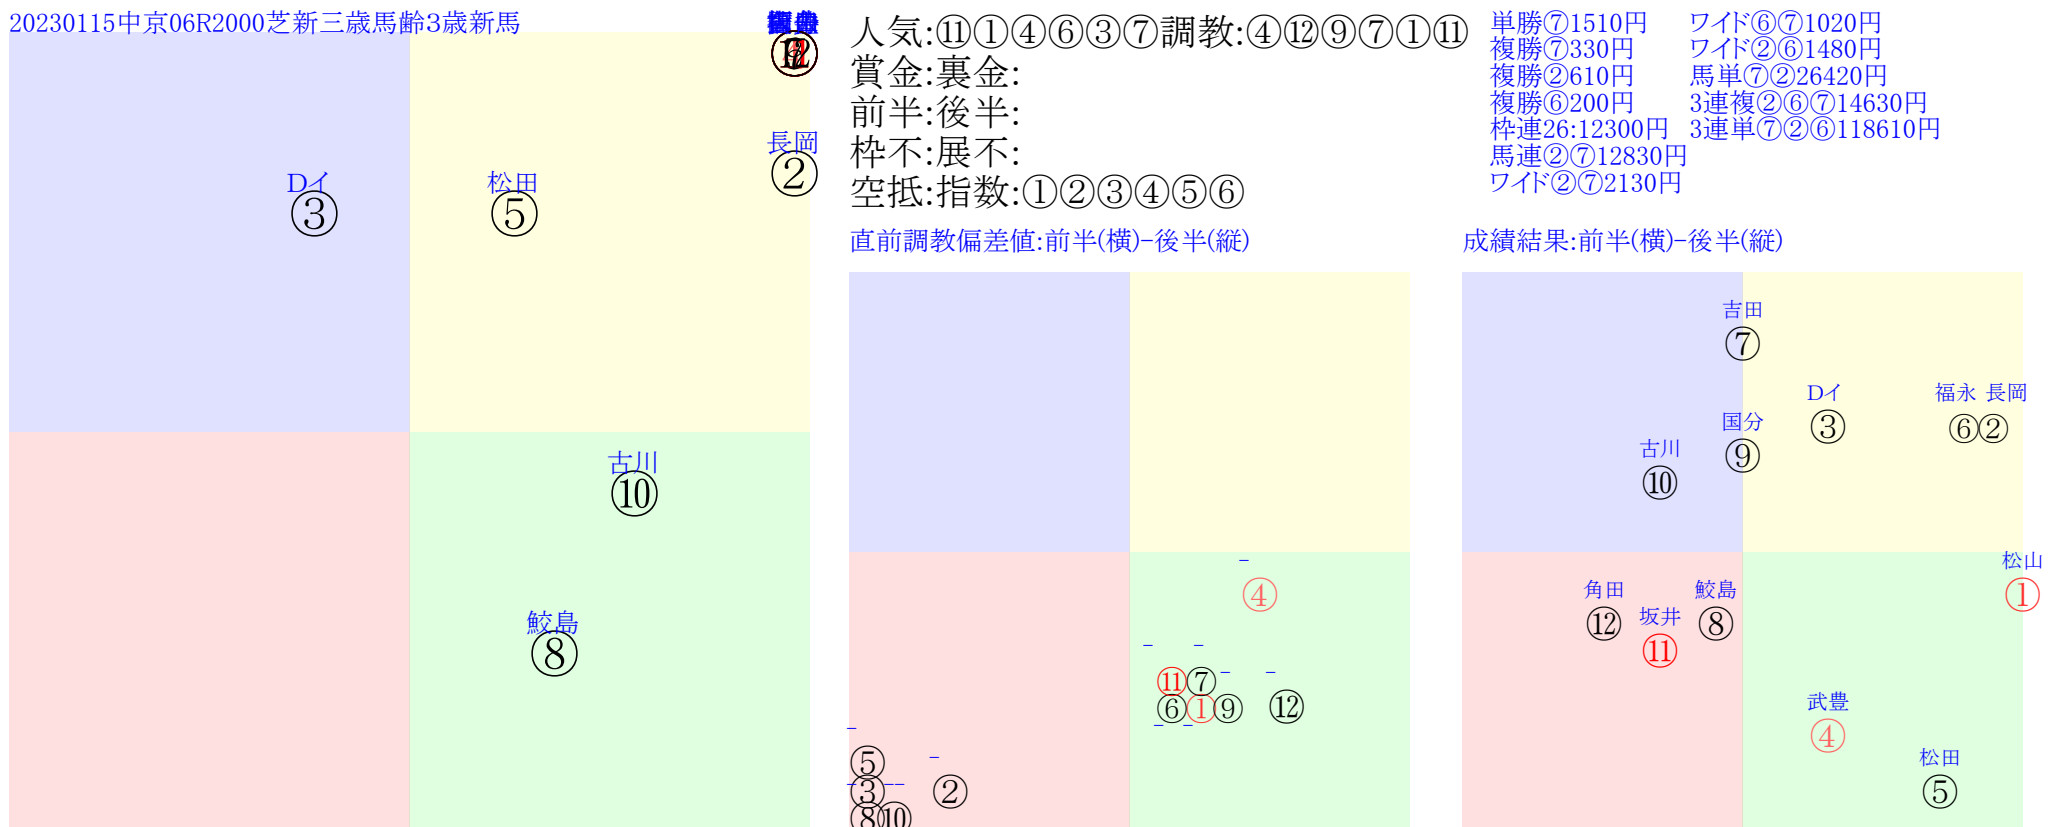 20230115中京06R2000芝新三歳馬齢3歳新馬
長岡
②
Dイ
③
松田
⑤
古川
⑩
鮫島
⑧
人気:⑪①④⑥③⑦調教:④⑫⑨⑦①⑪
賞金:裏金:
前半:後半:
枠不:展不:
空抵:指数:①②③④⑤⑥
単勝⑦1510円
複勝⑦330円
複勝②610円
複勝⑥200円
枠連26:12300円
馬連②⑦12830円
ワイド②⑦2130円
ワイド⑥⑦1020円
ワイド②⑥1480円
馬単⑦②26420円
3連複②⑥⑦14630円
3連単⑦②⑥118610円
直前調教偏差値:前半(横)-後半(縦)
-
④
- -
⑪⑦
- -
⑥①⑨ ⑫
- -
-
⑤
-
③ ②
- --
⑧⑩
成績結果:前半(横)-後半(縦)
吉田
⑦
Dイ
③
福永 長岡
⑥②
国分
⑨
古川
⑩
松山
①
角田
⑫
鮫島
⑧
坂井
⑪
武豊
④
松田
⑤